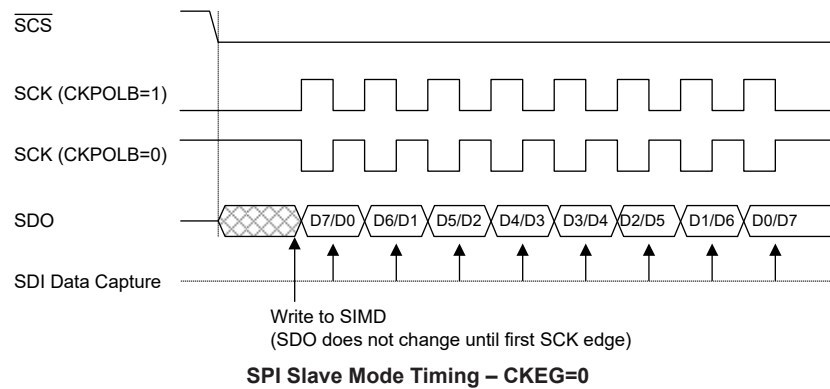 SCS
SCK (CKPOLB=1)
SCK (CKPOLB=0)
SDO
D7/D0 D6/D1 D5/D2 D4/D3 D3/D4 D2/D5 D1/D6 D0/D7
SDI Data Capture
Write to SIMD
(SDO does not change until first SCK edge)
SPI Slave Mode Timing – CKEG=0